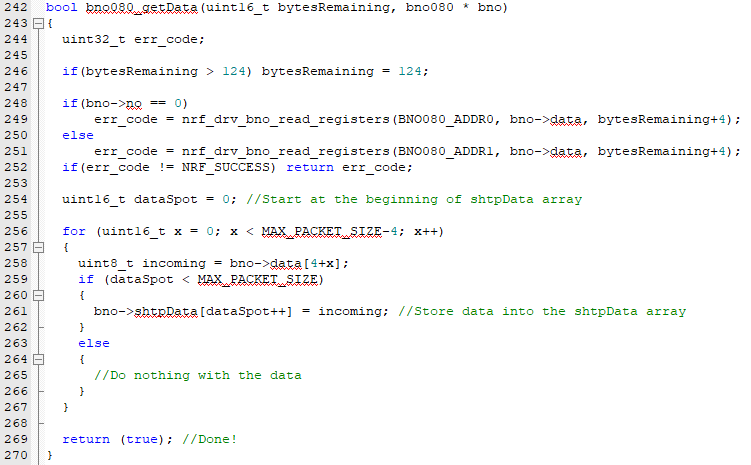 242 bool bno080_getData(uint16_t bytesRemaining, bno080 * bno)
243 {
244   uint32_t err_code;
245
246   if(bytesRemaining > 124) bytesRemaining = 124;
247
248   if(bno->no == 0)
249       err_code = nrf_drv_bno_read_registers(BNO080_ADDR0, bno->data, bytesRemaining+4);
250   else
251       err_code = nrf_drv_bno_read_registers(BNO080_ADDR1, bno->data, bytesRemaining+4);
252   if(err_code != NRF_SUCCESS) return err_code;
253
254   uint16_t dataSpot = 0; //Start at the beginning of shtpData array
255
256   for (uint16_t x = 0; x < MAX_PACKET_SIZE-4; x++)
257   {
258     uint8_t incoming = bno->data[4+x];
259     if (dataSpot < MAX_PACKET_SIZE)
260     {
261       bno->shtpData[dataSpot++] = incoming; //Store data into the shtpData array
262     }
263     else
264     {
265       //Do nothing with the data
266     }
267   }
268
269   return (true); //Done!
270 }